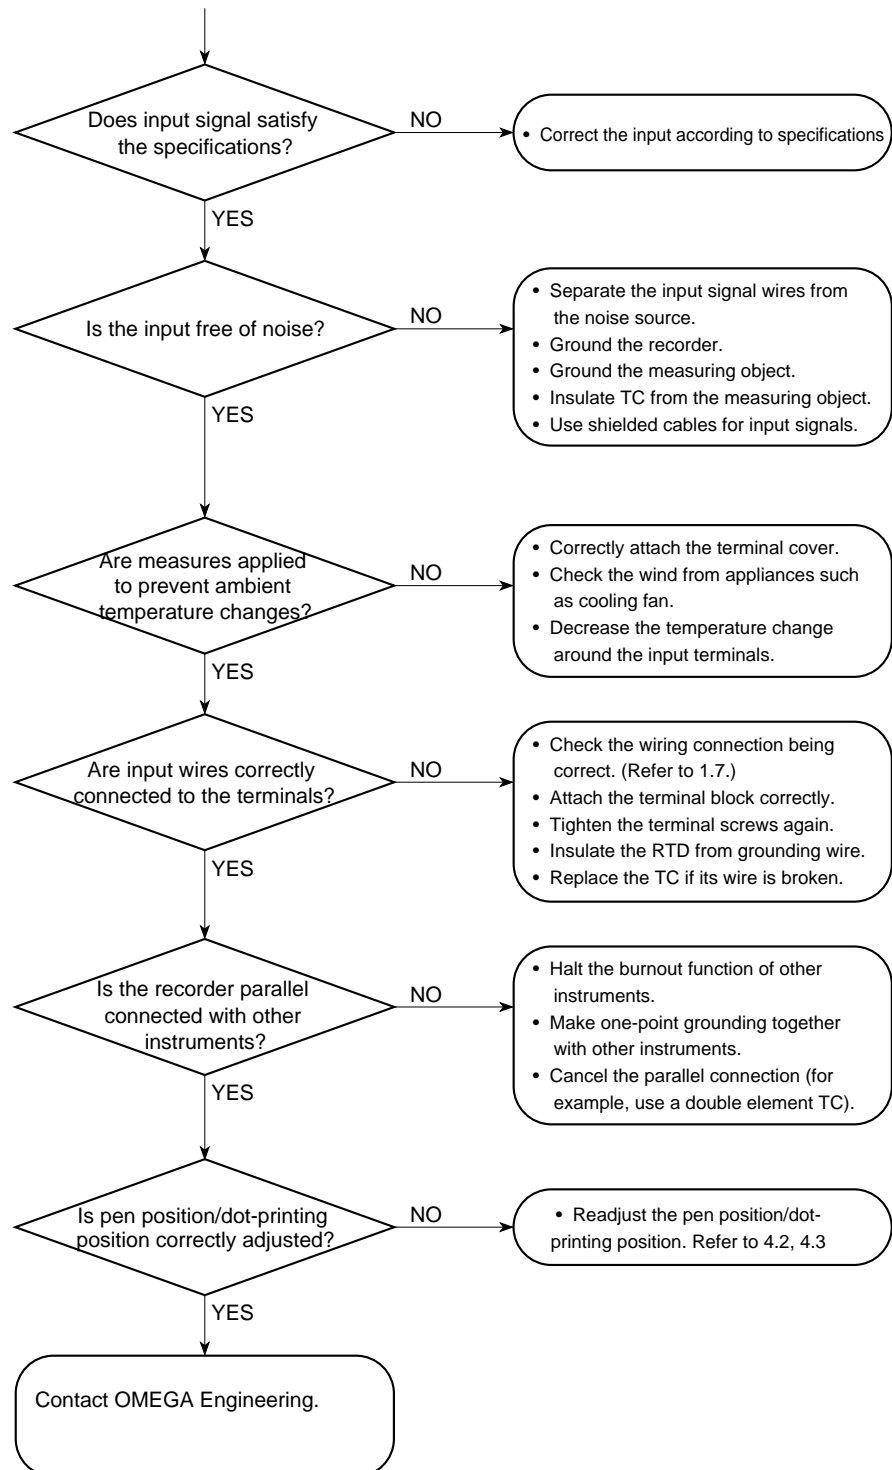 Does input signal satisfy
the specifications?
NO
• Correct the input according to specifications
YES
Is the input free of noise?
NO
• Separate the input signal wires from
the noise source.
• Ground the recorder.
• Ground the measuring object.
• Insulate TC from the measuring object.
• Use shielded cables for input signals.
YES
Are measures applied
to prevent ambient
temperature changes?
NO
• Correctly attach the terminal cover.
• Check the wind from appliances such
as cooling fan.
• Decrease the temperature change
around the input terminals.
YES
Are input wires correctly
connected to the terminals?
NO
• Check the wiring connection being
correct. (Refer to 1.7.)
• Attach the terminal block correctly.
• Tighten the terminal screws again.
• Insulate the RTD from grounding wire.
• Replace the TC if its wire is broken.
YES
Is the recorder parallel
connected with other
instruments?
NO
• Halt the burnout function of other
instruments.
• Make one-point grounding together
with other instruments.
• Cancel the parallel connection (for
example, use a double element TC).
YES
Is pen position/dot-printing
position correctly adjusted?
NO
• Readjust the pen position/dot-
printing position. Refer to 4.2, 4.3
YES
Contact OMEGA Engineering.